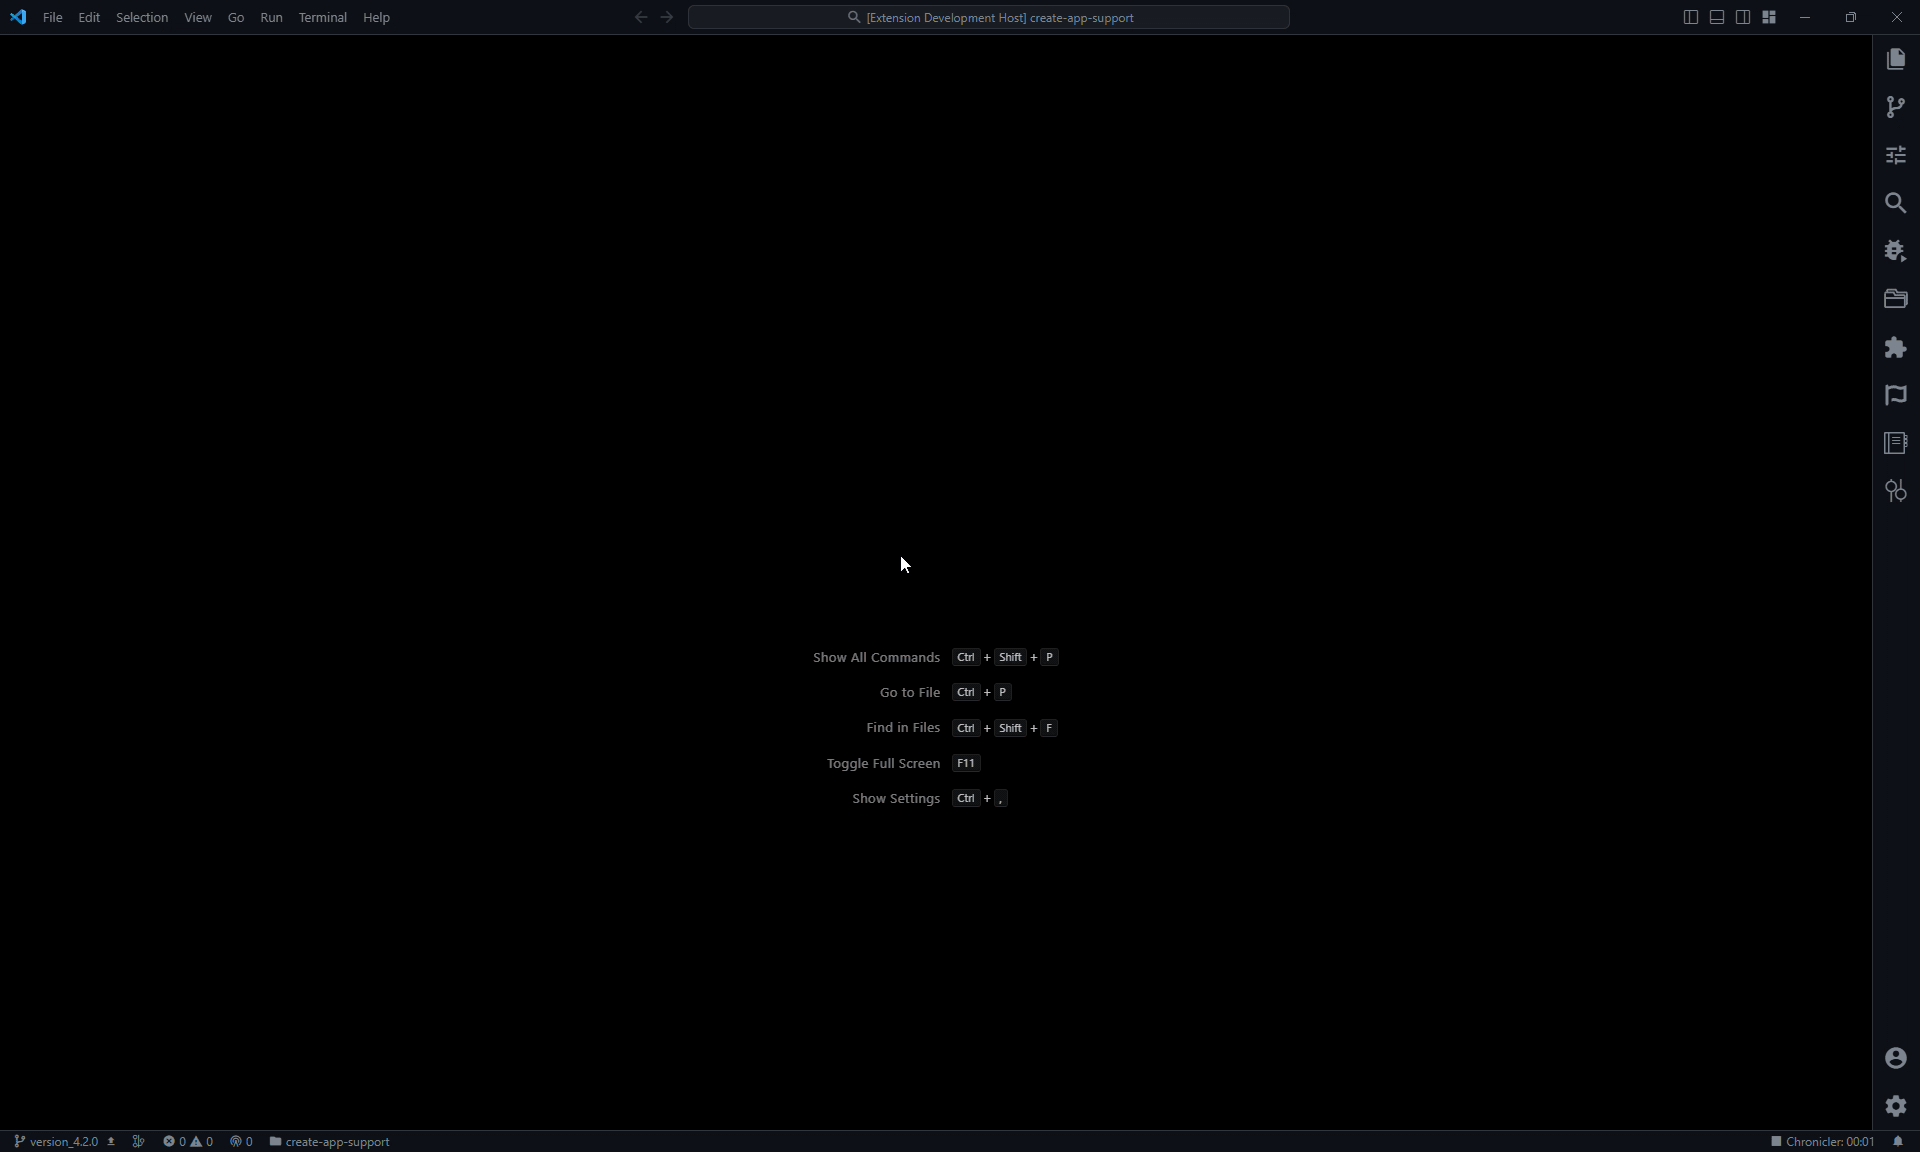 File Edit Selection View Go Run Terminal Help
[Extension Development Host] create-app-support
Show All Commands Ctrl + Shift + P
Go to File Ctrl + P
Find in Files Ctrl + Shift + F
Toggle Full Screen F11
Show Settings Ctrl + ,
version_4.2.0 0 0 0 create-app-support Chronicler: 00:01